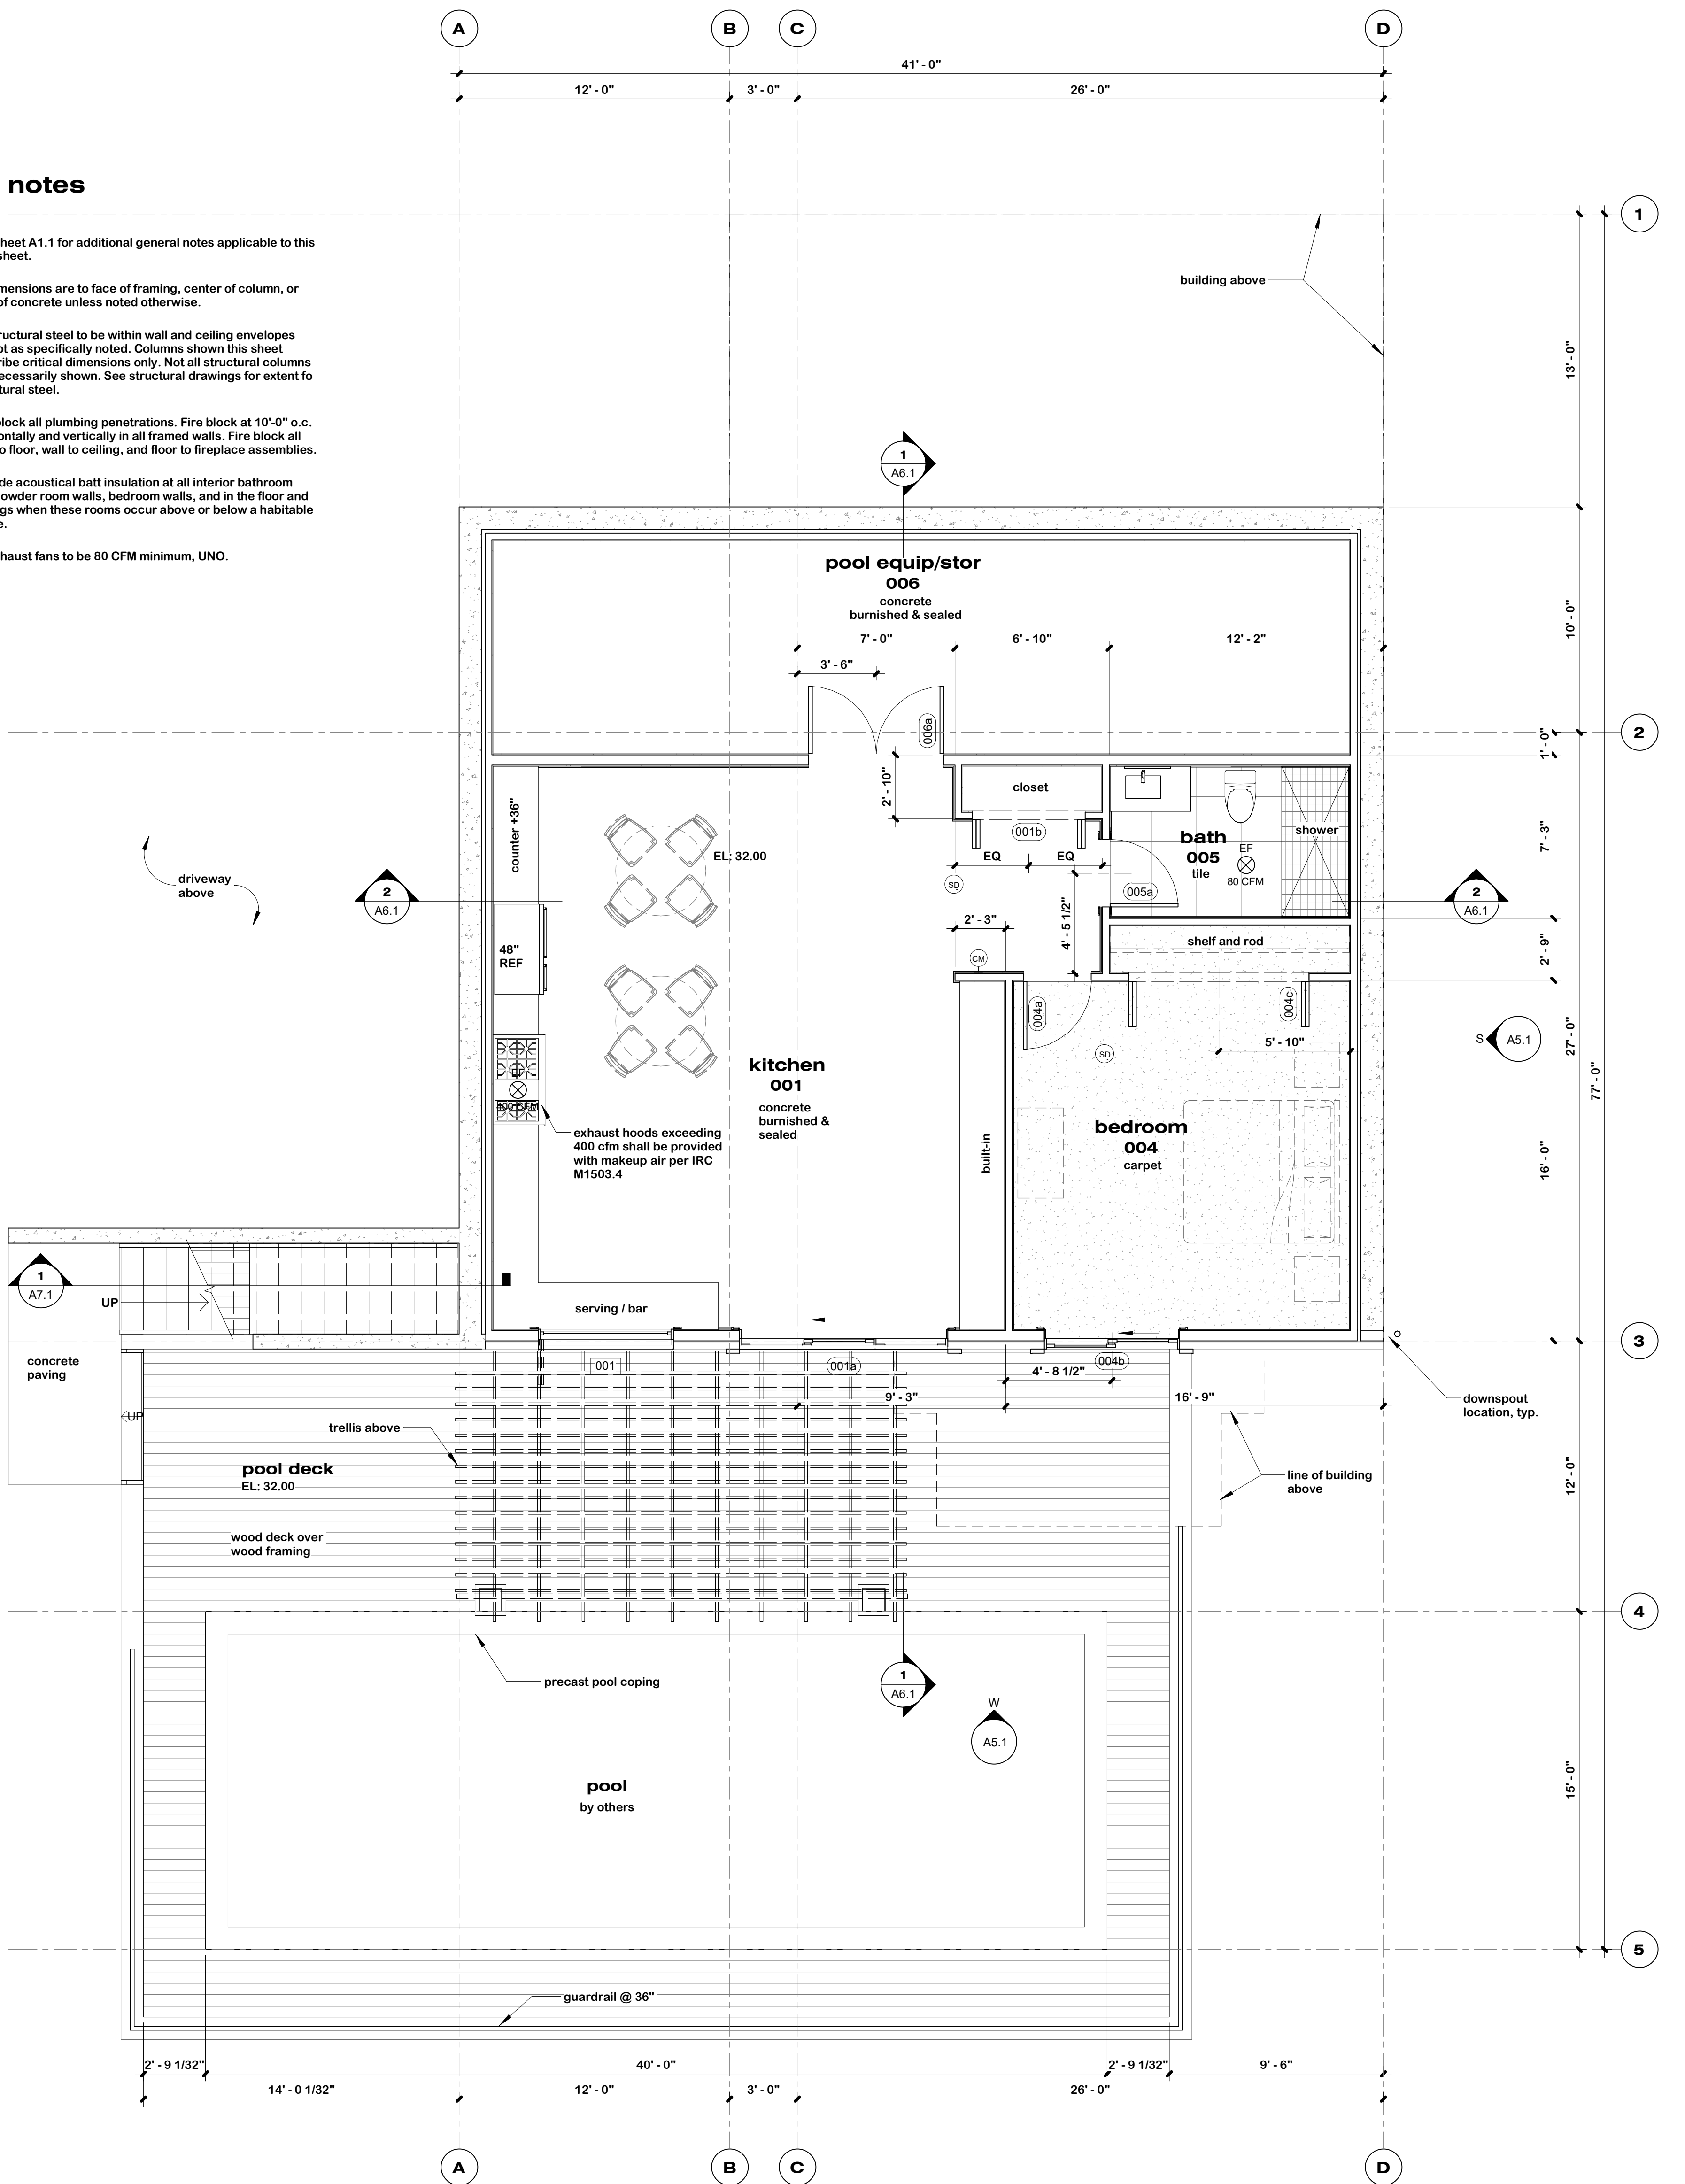 A
B
C
D
41' - 0"
12' - 0"
3' - 0"
26' - 0"
notes
1
heet A1.1 for additional general notes applicable to this
sheet.
mensions are to face of framing, center of column, or
of concrete unless noted otherwise.
ructural steel to be within wall and ceiling envelopes
pt as specifically noted. Columns shown this sheet
ribe critical dimensions only. Not all structural columns
necessarily shown. See structural drawings for extent fo
tural steel.
block all plumbing penetrations. Fire block at 10'-0" o.c.
ontally and vertically in all framed walls. Fire block all
o floor, wall to ceiling, and floor to fireplace assemblies.
de acoustical batt insulation at all interior bathroom
owder room walls, bedroom walls, and in the floor and
gs when these rooms occur above or below a habitable
e.
haust fans to be 80 CFM minimum, UNO.
building above
13' - 0"
1
A6.1
pool equip/stor
006
concrete
burnished & sealed
10' - 0"
7' - 0"
6' - 10"
12' - 2"
3' - 6"
006a
2
1' - 0"
2' - 10"
closet
001b
counter +36"
EL: 32.00
EQ
EQ
bath
005
tile
EF
80 CFM
shower
005a
7' - 3"
driveway
above
2
A6.1
SD
2
A6.1
2' - 3"
4' - 5 1/2"
48"
REF
CM
shelf and rod
2' - 9"
004a
004c
SD
5' - 10"
S
A5.1
27' - 0"
77' - 0"
kitchen
001
concrete
burnished &
sealed
EF
400 CFM
exhaust hoods exceeding
400 cfm shall be provided
with makeup air per IRC
M1503.4
built-in
bedroom
004
carpet
16' - 0"
1
A7.1
UP
serving / bar
3
concrete
paving
001
001a
004b
4' - 8 1/2"
9' - 3"
16' - 9"
downspout
location, typ.
UP
trellis above
pool deck
EL: 32.00
line of building
above
12' - 0"
wood deck over
wood framing
4
precast pool coping
1
A6.1
W
A5.1
pool
by others
15' - 0"
5
guardrail @ 36"
2' - 9 1/32"
40' - 0"
2' - 9 1/32"
9' - 6"
14' - 0 1/32"
12' - 0"
3' - 0"
26' - 0"
A
B
C
D